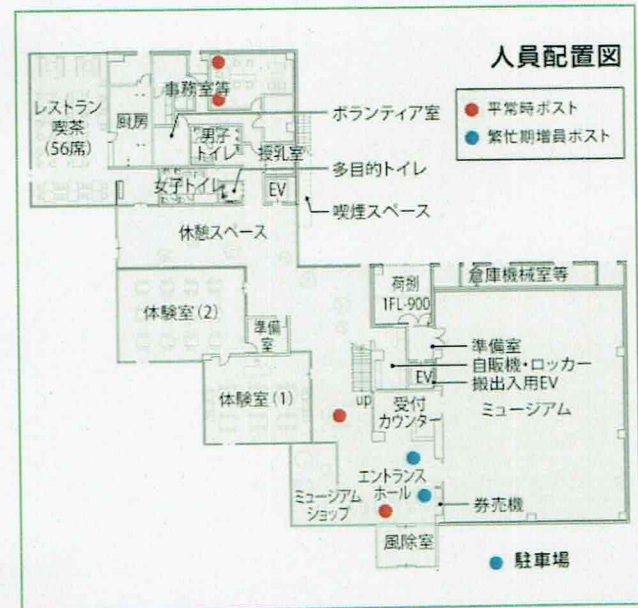 人員配置図
平常時ポスト
繁忙期増員ポスト
レストラン
喫茶
(56席)
厨房
事務室等
男子
トイレ
授乳室
女子トイレ
EV
ボランティア室
多目的トイレ
喫煙スペース
休憩スペース
体験室(2)
準備
室
体験室(1)
荷捌
1FL-900
倉庫機械室等
準備室
自販機・ロッカー
EV
搬出入用EV
up
受付
カウンター
ミュージアム
エントランス
ホール
ミュージアム
ショップ
券売機
風除室
駐車場